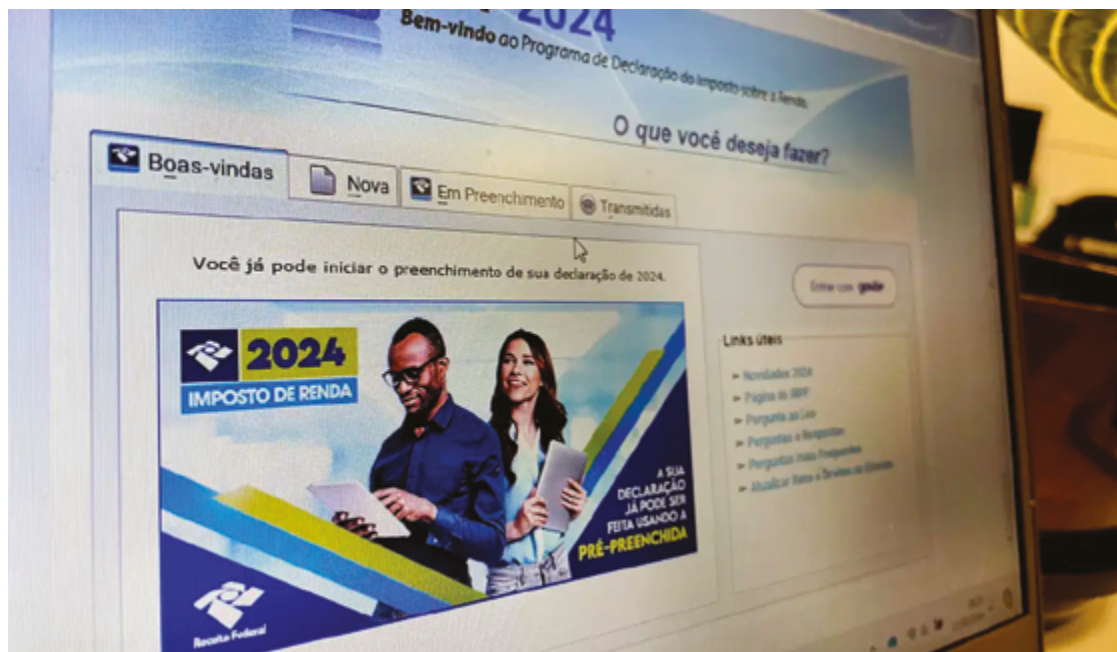 2024
Bem-vindo ao Programa de Declaração do Imposto sobre a Renda.
O que você deseja fazer?
Boas-vindas
Nova
Em Preenchimento
Transmitidas
Você já pode iniciar o preenchimento de sua declaração de 2024.
Entrar com gov.br
2024
IMPOSTO DE RENDA
A SUA
DECLARAÇÃO
JÁ PODE SER
FEITA USANDO A
PRÉ-PREENCHIDA
Receita Federal
Links úteis
Novidades 2024
Página do IRPF
Pergunta ao Leo
Perguntas e Respostas
Perguntas mais Frequentes